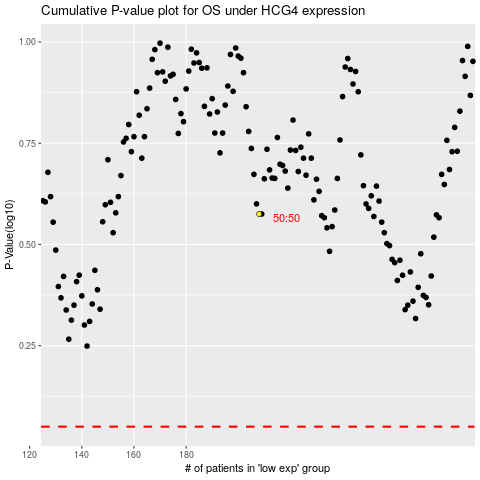 Cumulative P-value plot for OS under HCG4 expression
1.00
0.75
0.50
0.25
P-Value(log10)
50:50
120 140 160 180
# of patients in 'low exp' group